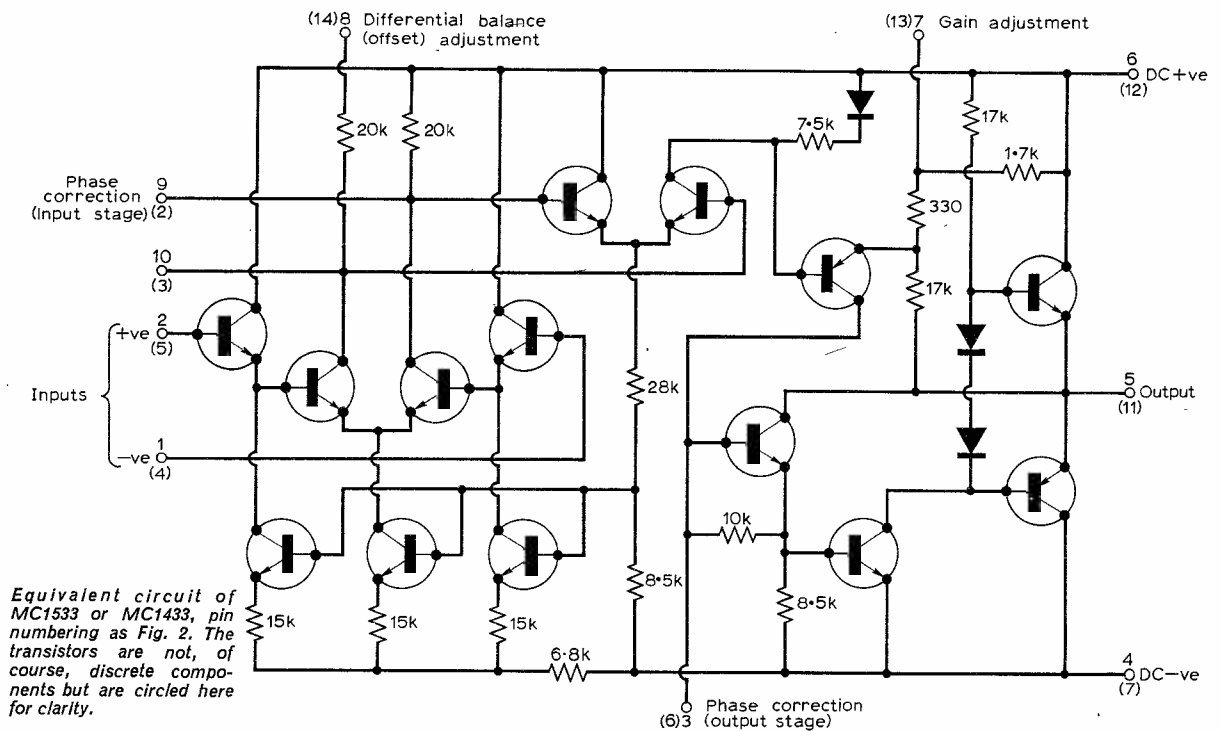 (14)8 Differential balance
(offset) adjustment
(13)7 Gain adjustment
6
DC+ve
(12)
20k
20k
7·5k
17k
1·7k
Phase
correction
(input stage)
9
(2)
330
10
(3)
17k
Inputs
+ve 2
(5)
−ve 1
(4)
28k
5
Output
(11)
10k
8·5k
8·5k
15k
15k
15k
6·8k
4
DC−ve
(7)
(6)3 Phase correction
(output stage)
Equivalent circuit of
MC1533 or MC1433, pin
numbering as Fig. 2. The
transistors are not, of
course, discrete compo-
nents but are circled here
for clarity.